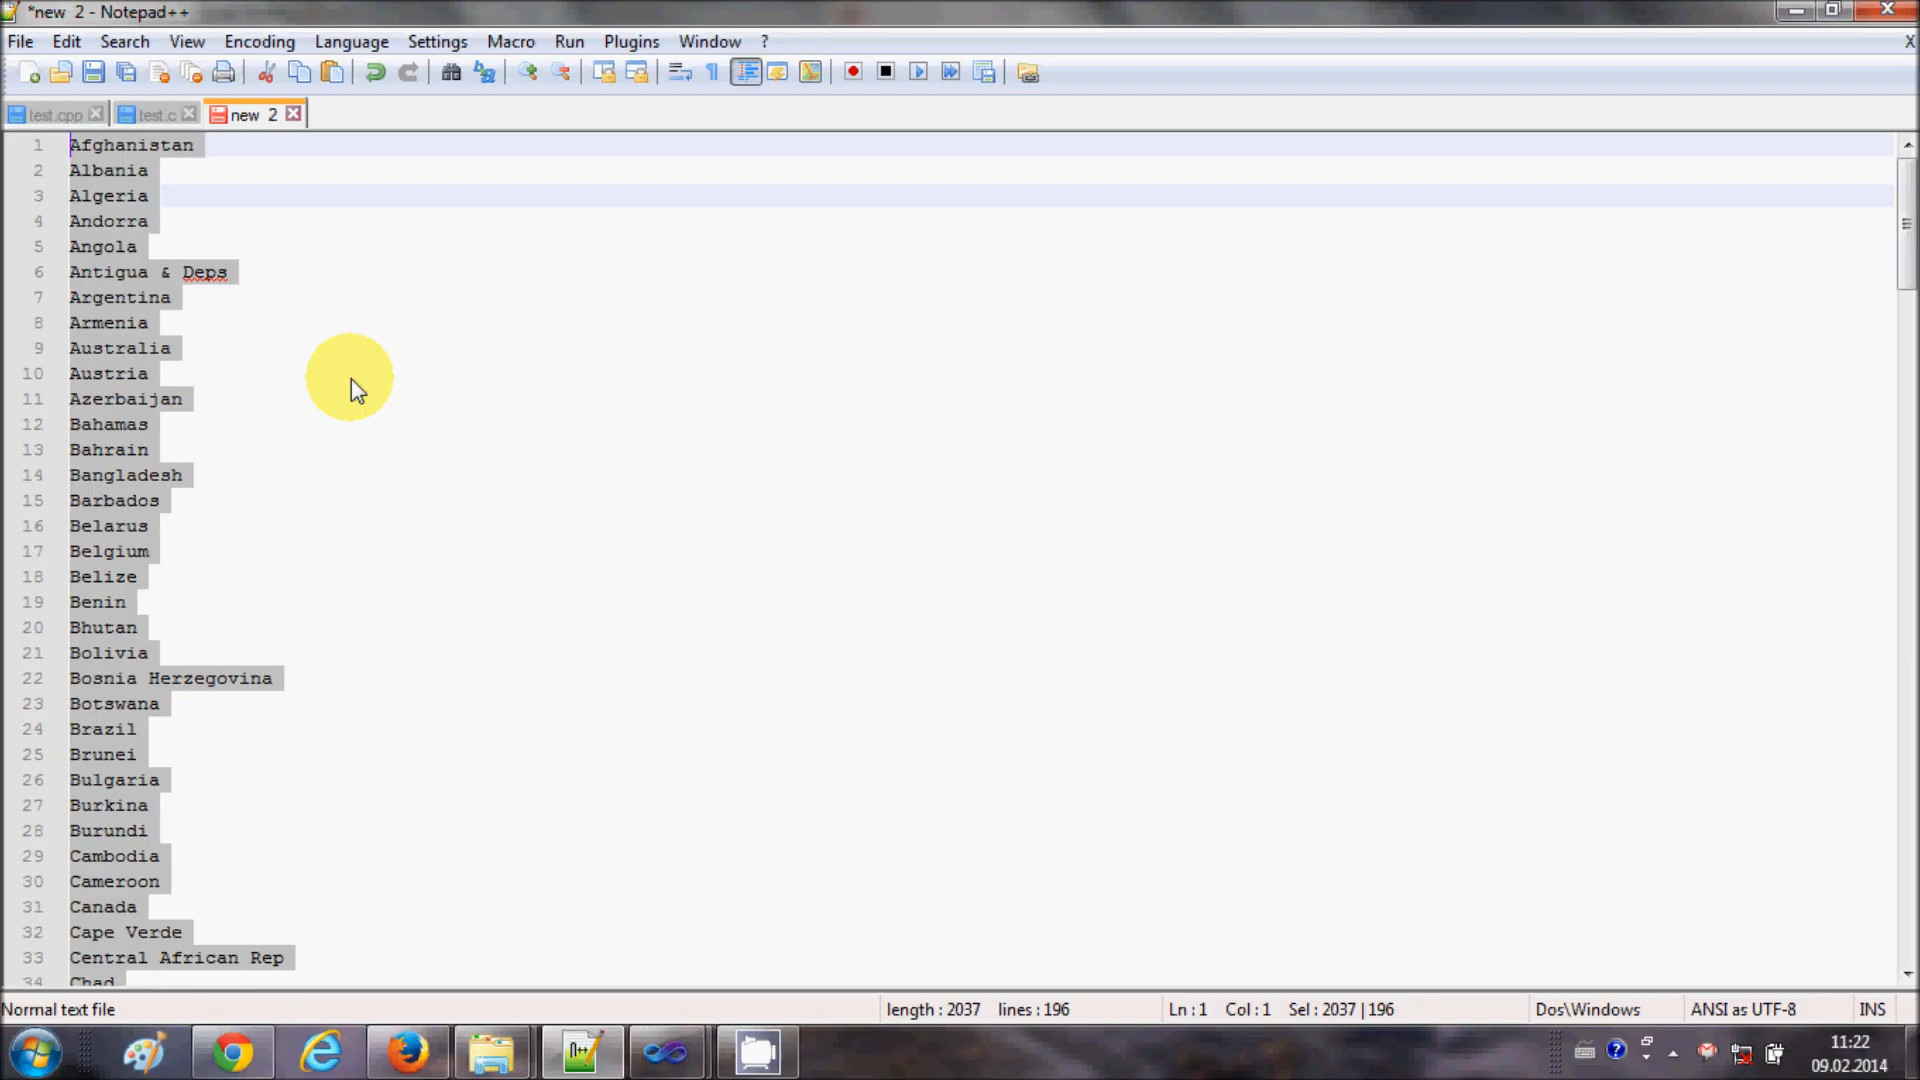 *new  2 - Notepad++
File Edit Search View Encoding Language Settings Macro Run Plugins Window ? X
test.cpp test.c new  2
1 Afghanistan
2 Albania
3 Algeria
4 Andorra
5 Angola
6 Antigua & Deps
7 Argentina
8 Armenia
9 Australia
10 Austria
11 Azerbaijan
12 Bahamas
13 Bahrain
14 Bangladesh
15 Barbados
16 Belarus
17 Belgium
18 Belize
19 Benin
20 Bhutan
21 Bolivia
22 Bosnia Herzegovina
23 Botswana
24 Brazil
25 Brunei
26 Bulgaria
27 Burkina
28 Burundi
29 Cambodia
30 Cameroon
31 Canada
32 Cape Verde
33 Central African Rep
34 Chad
Normal text file length : 2037 lines : 196 Ln : 1 Col : 1 Sel : 2037 | 196 Dos\Windows ANSI as UTF-8 INS
11:22
09.02.2014